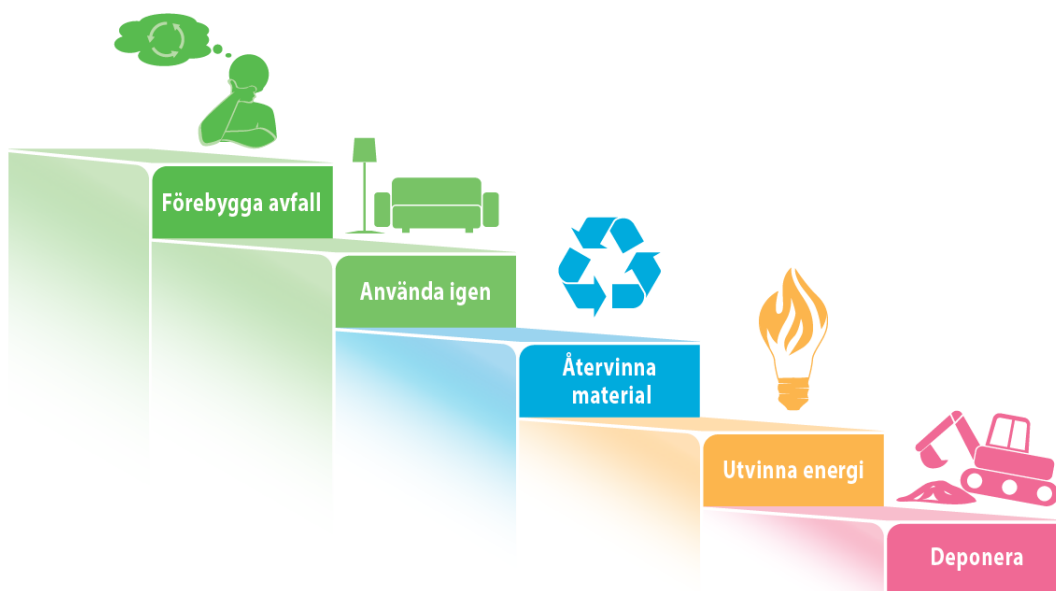 Förebygga avfall
Använda igen
Återvinna
material
Utvinna energi
Deponera